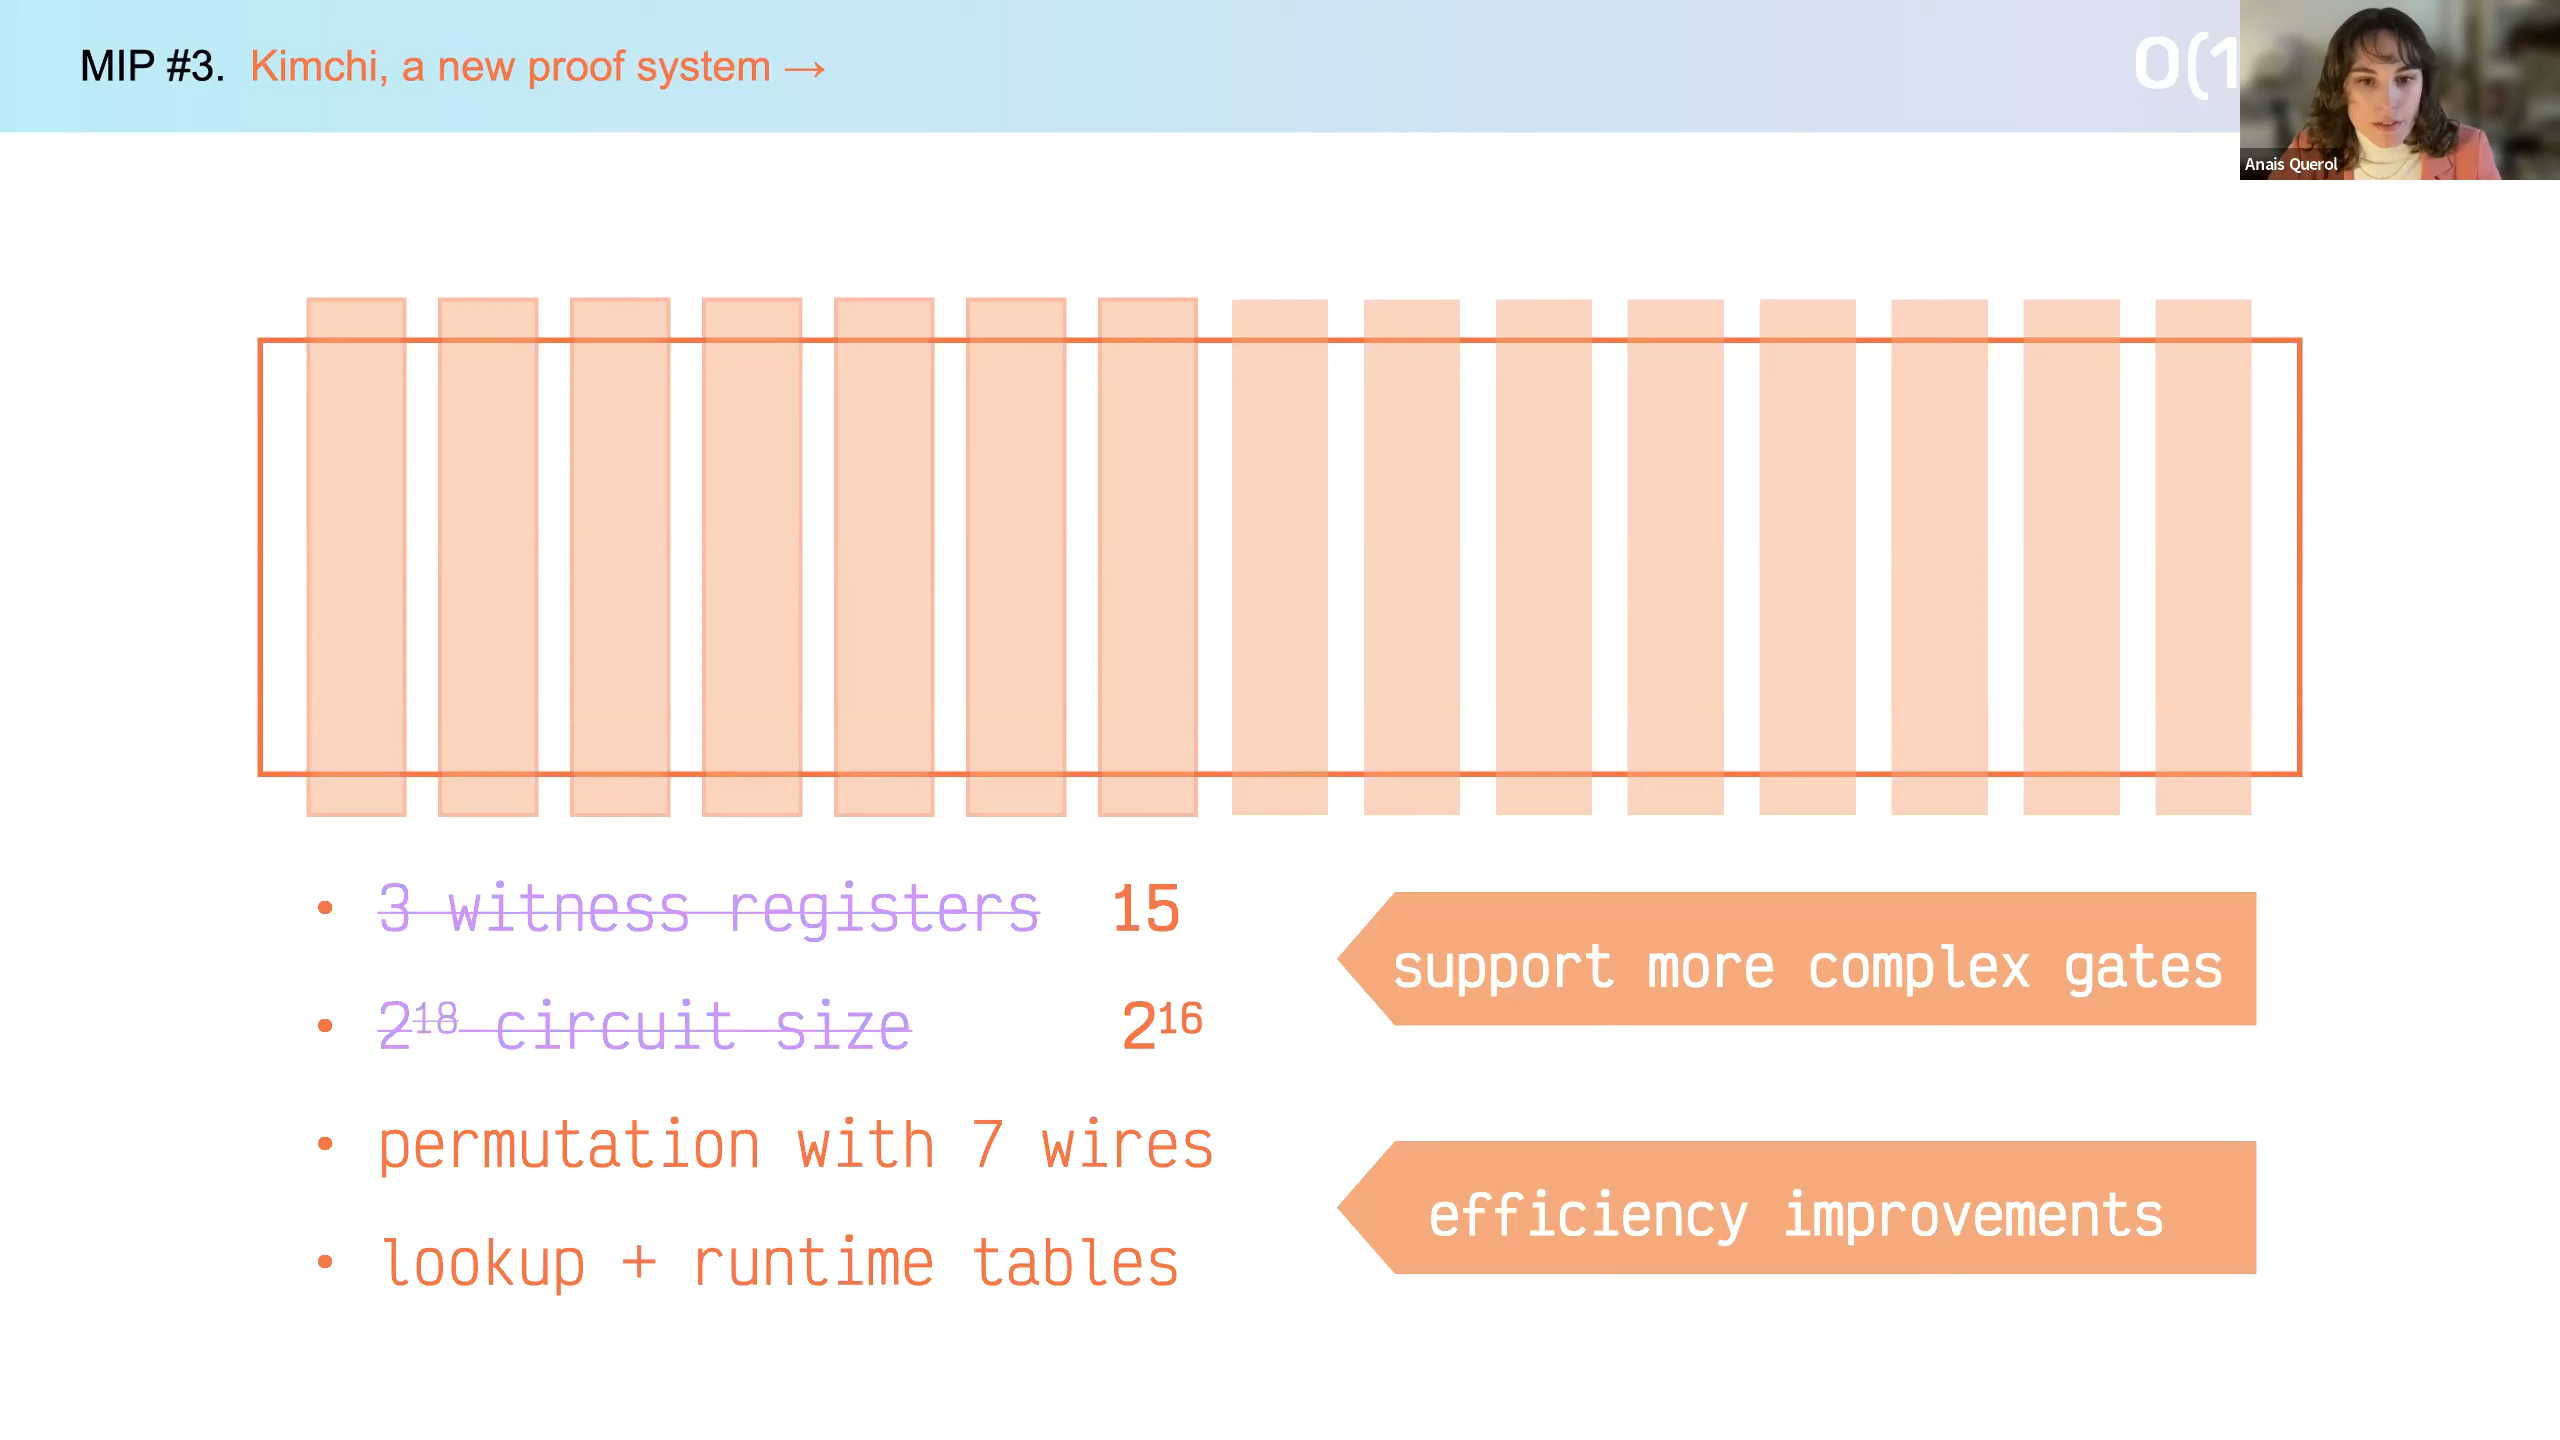 MIP #3. Kimchi, a new proof system →
O(1
Anais Querol
• 3 witness registers 15
• 2¹⁸ circuit size 2¹⁶
• permutation with 7 wires
• lookup + runtime tables
support more complex gates
efficiency improvements